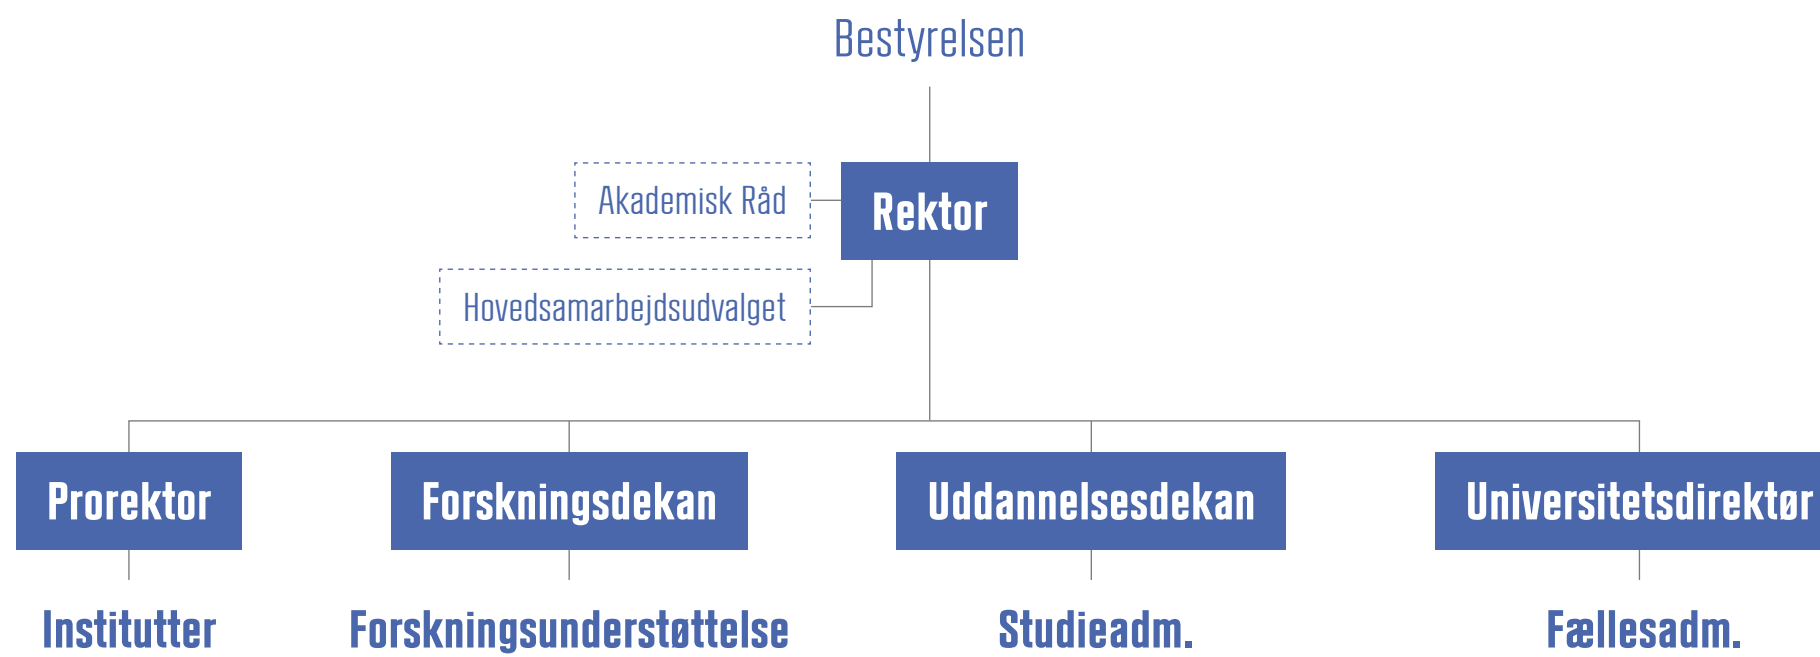 Bestyrelsen
Akademisk Råd
Rektor
Hovedsamarbejdsudvalget
Prorektor
Forskningsdekan
Uddannelsesdekan
Universitetsdirektør
Institutter
Forskningsunderstøttelse
Studieadm.
Fællesadm.